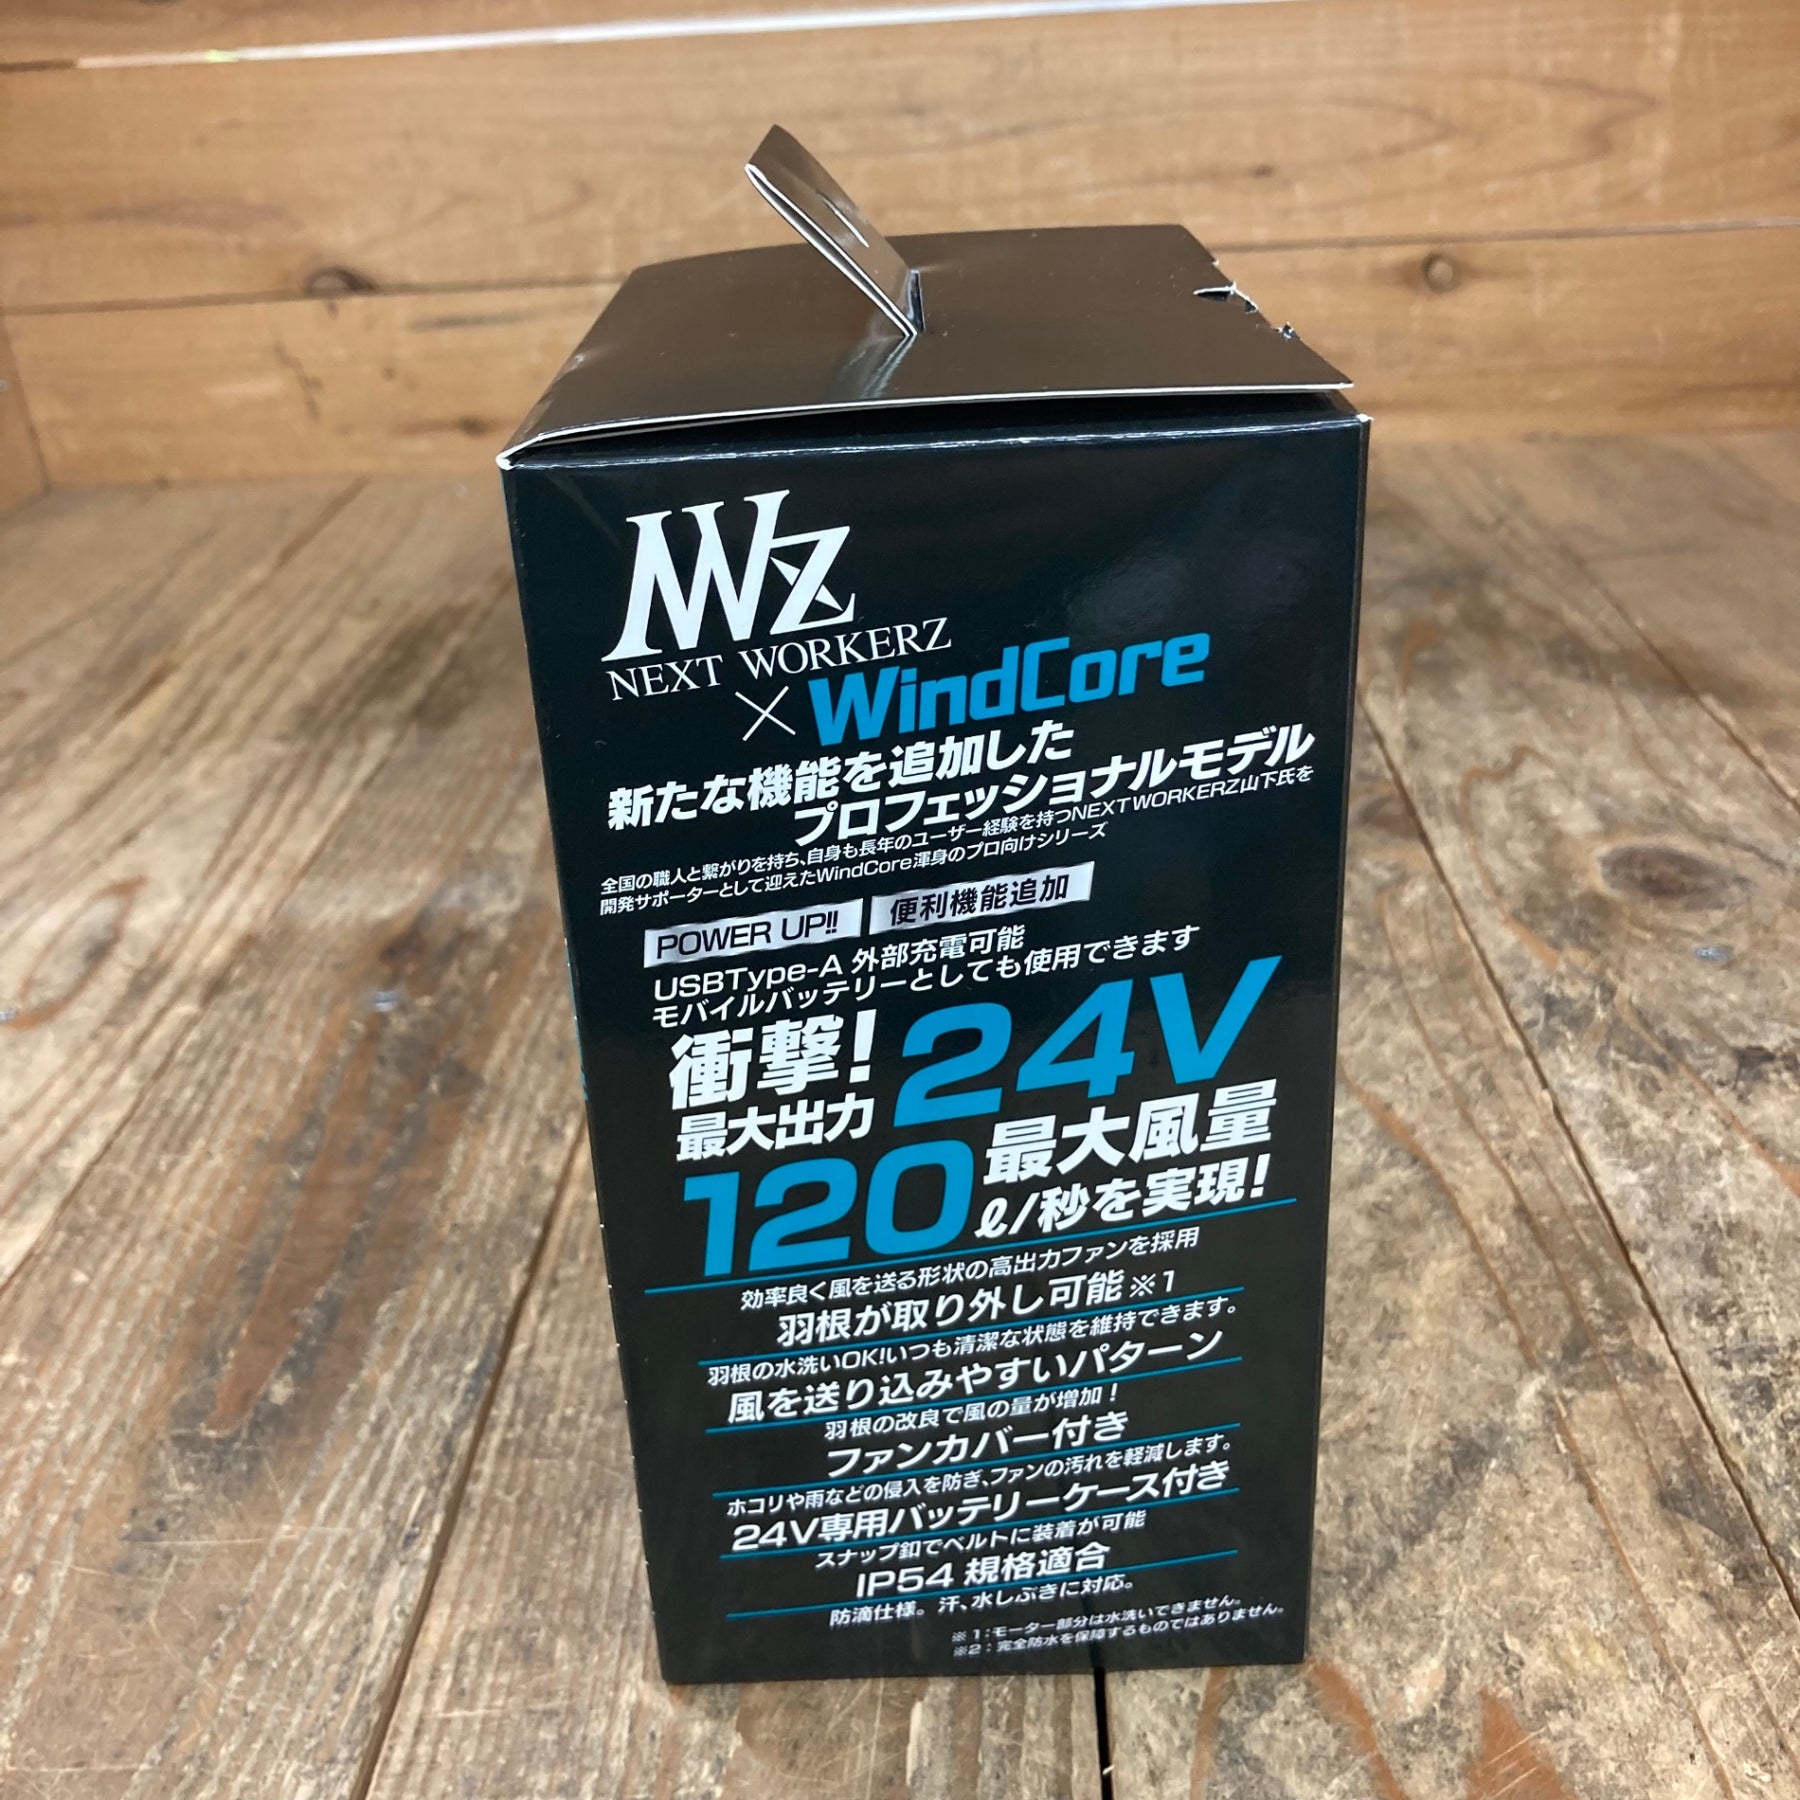 NWZ
NEXT WORKERZ
×WindCore
新たな機能を追加した
プロフェッショナルモデル
全国の職人と繋がりを持ち、自身も長年のユーザー経験を持つNEXT WORKERZ山下氏を
開発サポーターとして迎えたWindCore渾身のプロ向けシリーズ
POWER UP!! 便利機能追加
USBType-A 外部充電可能
モバイルバッテリーとしても使用できます
衝撃! 24V
最大出力
120 最大風量
ℓ/秒を実現!
効率良く風を送る形状の高出力ファンを採用
羽根が取り外し可能※1
羽根の水洗いOK!いつも清潔な状態を維持できます。
風を送り込みやすいパターン
羽根の改良で風の量が増加!
ファンカバー付き
ホコリや雨などの侵入を防ぎ、ファンの汚れを軽減します。
24V専用バッテリーケース付き
スナップ釦でベルトに装着が可能
IP54 規格適合
防滴仕様。汗、水しぶきに対応。
※1:モーター部分は水洗いできません。
※2:完全防水を保障するものではありません。